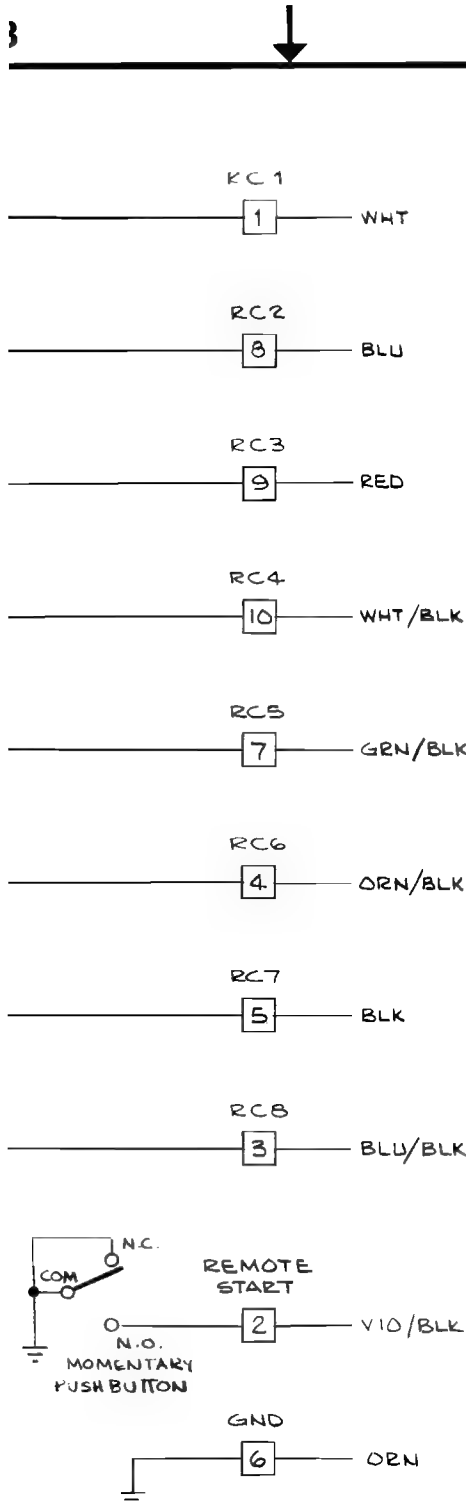 KC1
1 WHT
RC2
8 BLU
RC3
9 RED
RC4
10 WHT/BLK
RC5
7 GRN/BLK
RC6
4 ORN/BLK
RC7
5 BLK
RC8
3 BLU/BLK
N.C.
COM
REMOTE
START
2 VIO/BLK
N.O.
MOMENTARY
PUSH BUTTON
GND
6 ORN